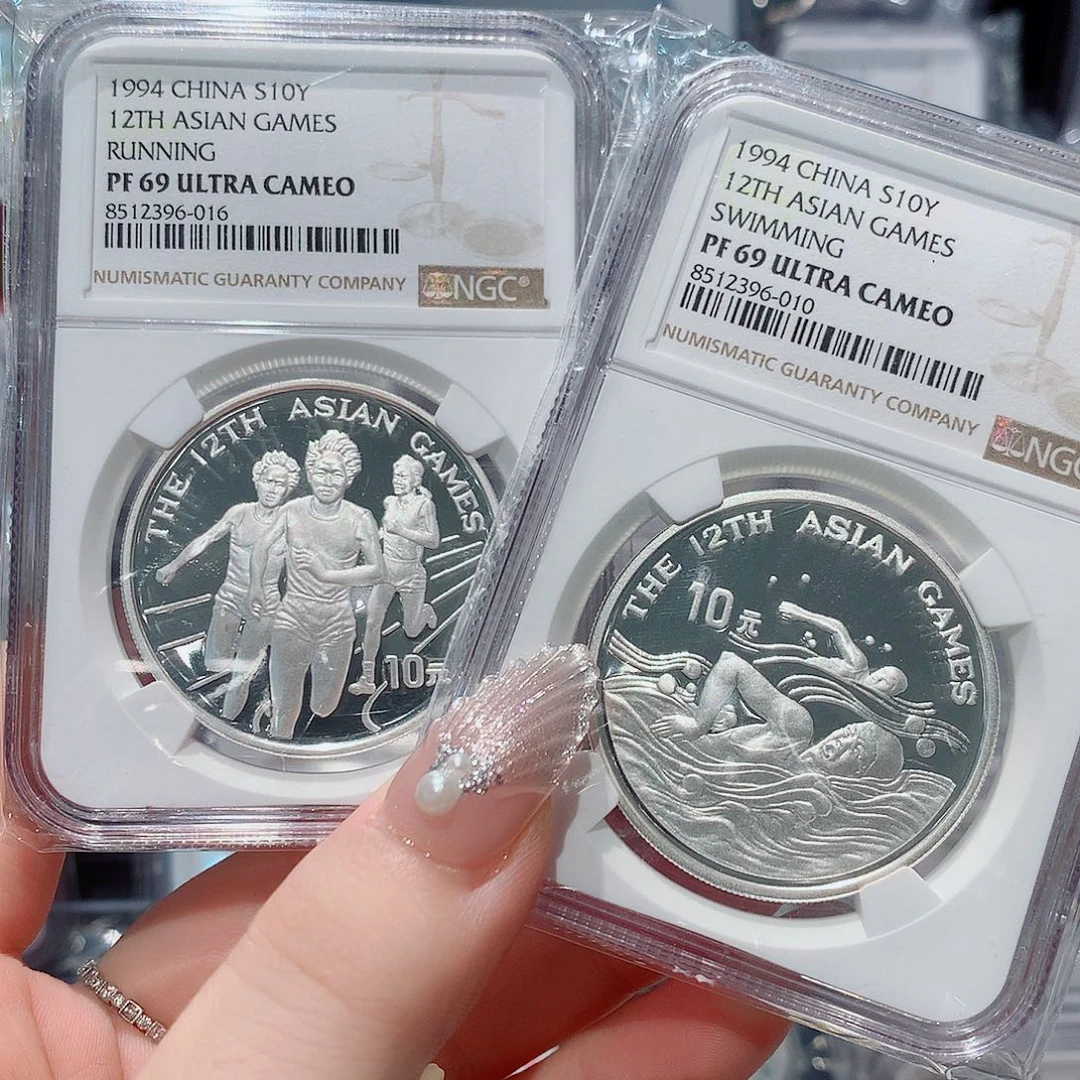 1994 CHINA S10Y
12TH ASIAN GAMES
RUNNING
PF 69 ULTRA CAMEO
8512396-016
NUMISMATIC GUARANTY COMPANY
NGC®
THE 12TH ASIAN GAMES
10元
1994 CHINA S10Y
12TH ASIAN GAMES
SWIMMING
PF 69 ULTRA CAMEO
8512396-010
NUMISMATIC GUARANTY COMPANY
NGC
THE 12TH ASIAN GAMES
10元